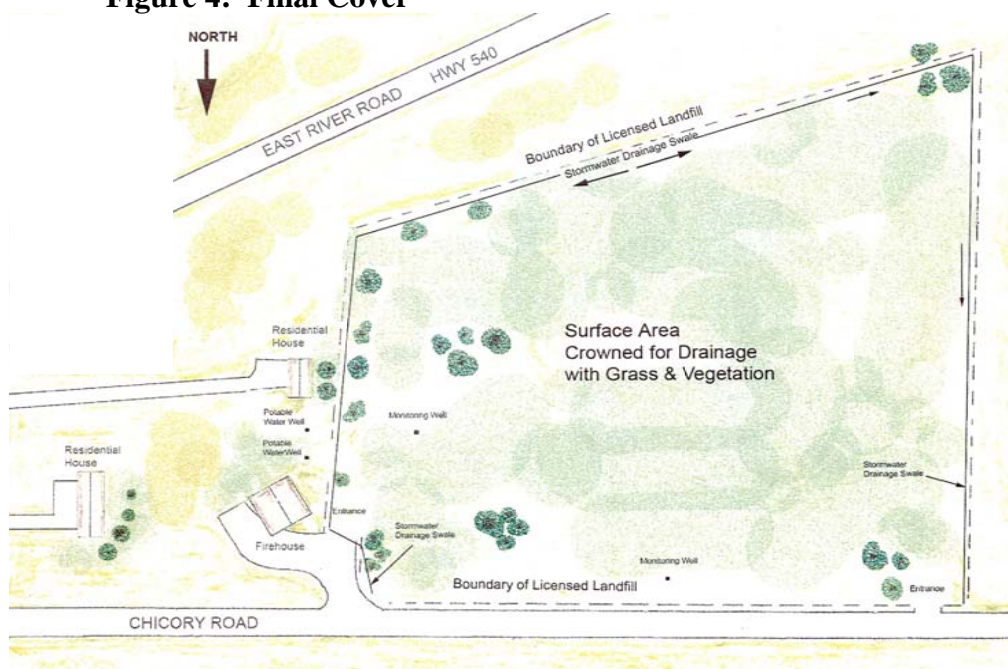 Figure 4: Final Cover
NORTH
EAST RIVER ROAD HWY 540
Boundary of Licensed Landfill
Stormwater Drainage Swale
Residential
House
Surface Area
Crowned for Drainage
with Grass & Vegetation
Potable
Water Well
Monitoring Well
Potable
WaterWell
Residential
House
Stormwater
Drainage Swale
Entrance
Stormwater
Drainage Swale
Firehouse
Monitoring Well
Boundary of Licensed Landfill
Entrance
CHICORY ROAD